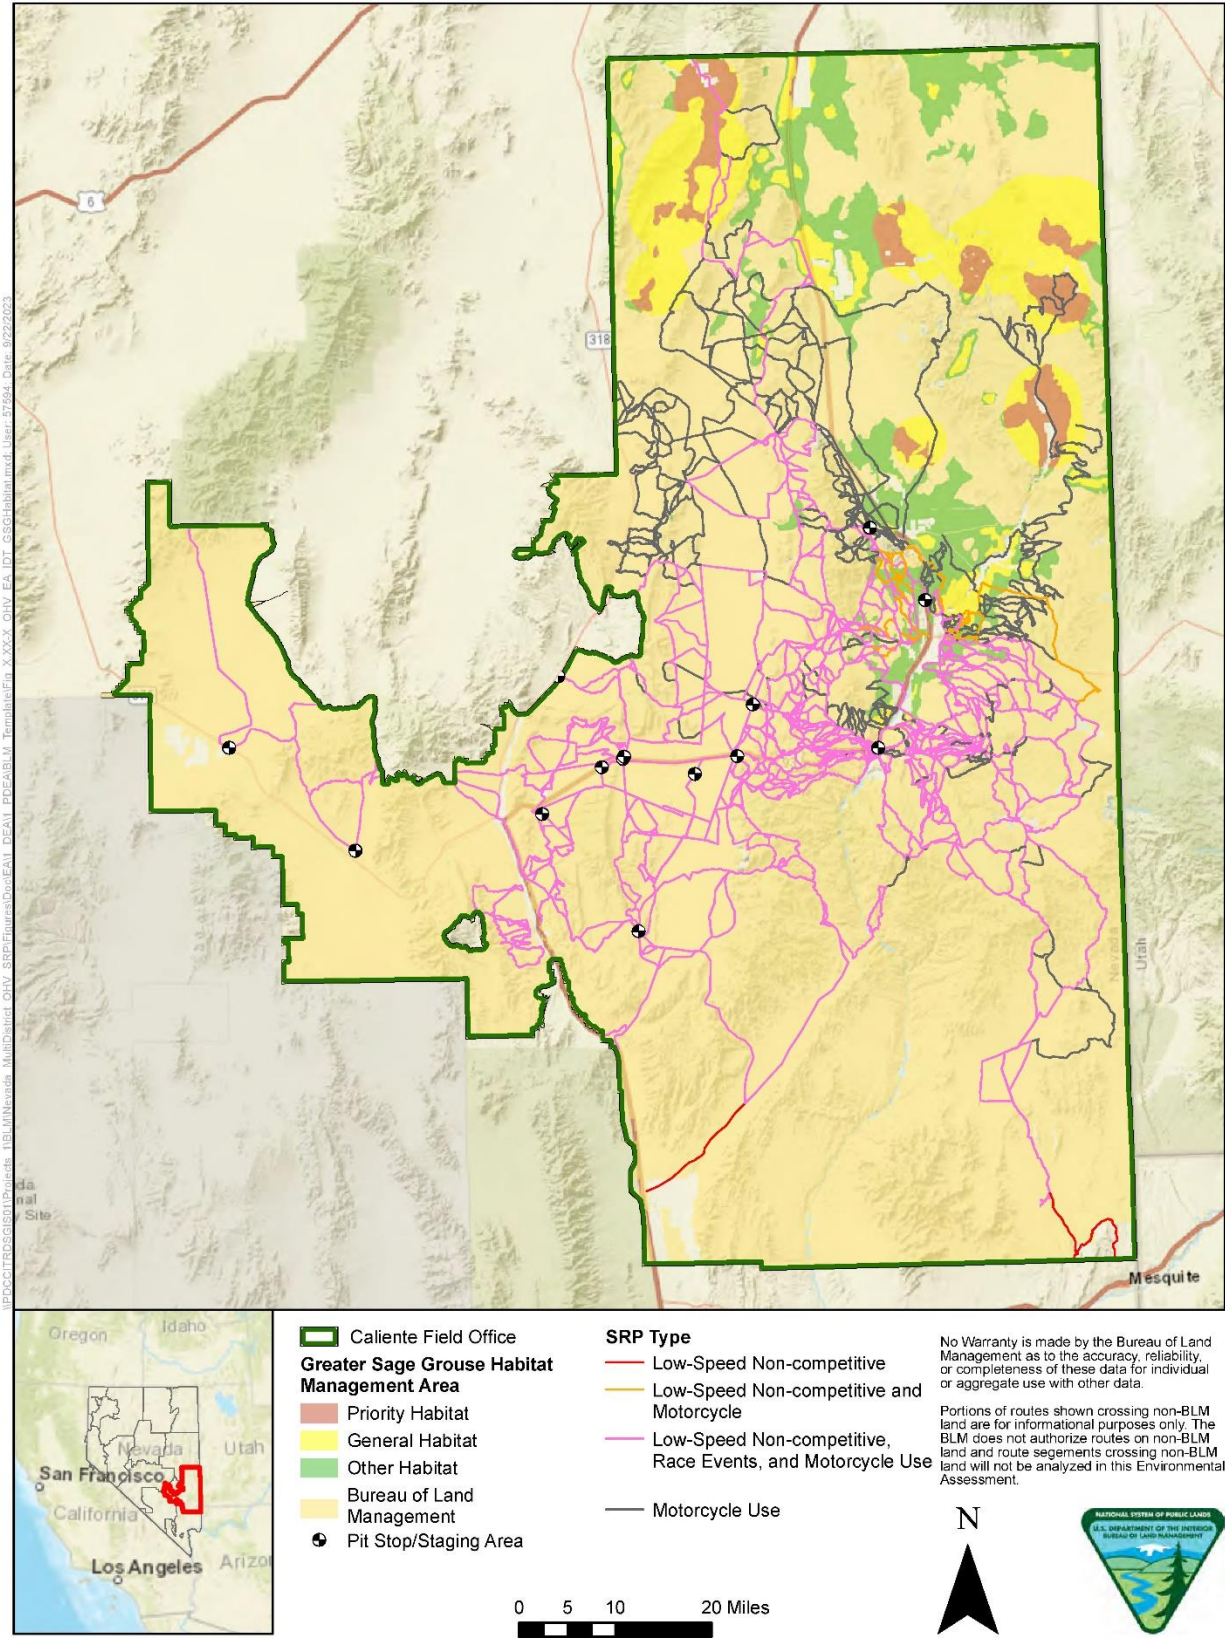 6
318
Nevada
Utah
Mesquite
Oregon
Idaho
Nevada
Utah
San Francisco
California
Los Angeles
Caliente Field Office
Greater Sage Grouse Habitat
Management Area
Priority Habitat
General Habitat
Other Habitat
Bureau of Land
Management
Pit Stop/Staging Area
SRP Type
Low-Speed Non-competitive
Low-Speed Non-competitive and
Motorcycle
Low-Speed Non-competitive,
Race Events, and Motorcycle Use
Motorcycle Use
0 5 10 20 Miles
No Warranty is made by the Bureau of Land
Management as to the accuracy, reliability,
or completeness of these data for individual
or aggregate use with other data.
Portions of routes shown crossing non-BLM
land are for informational purposes only. The
BLM does not authorize routes on non-BLM
land and route segements crossing non-BLM
land will not be analyzed in this Environmental
Assessment.
N
NATIONAL SYSTEM OF PUBLIC LANDS
U.S. DEPARTMENT OF THE INTERIOR
BUREAU OF LAND MANAGEMENT